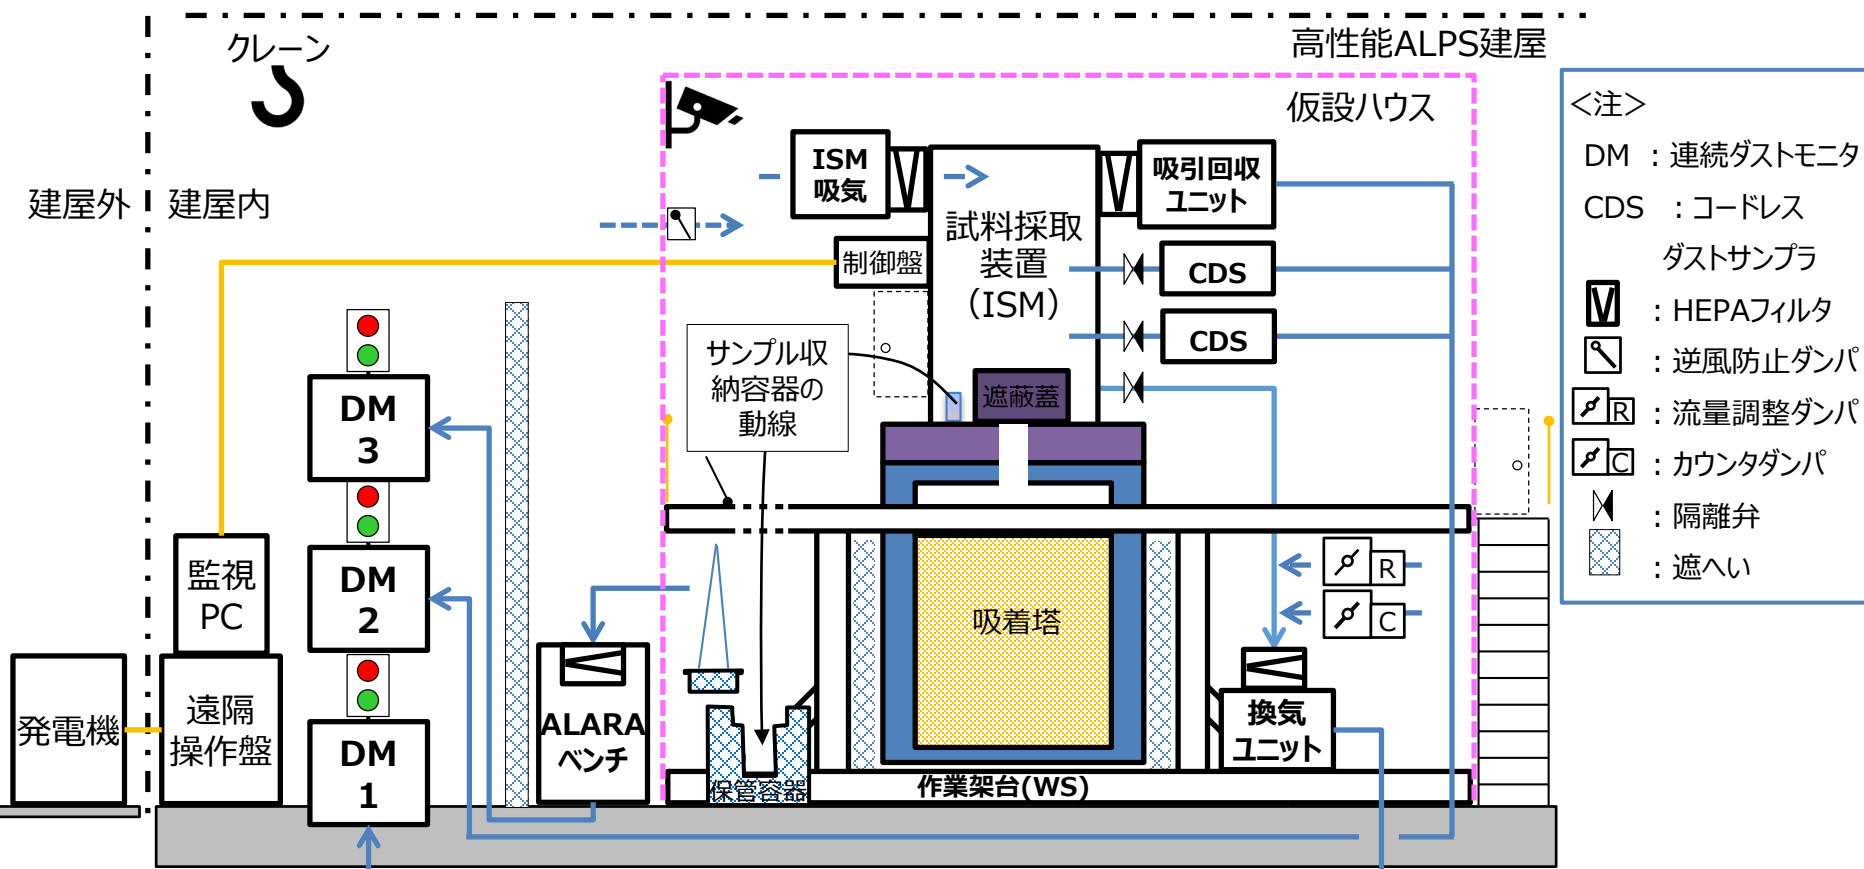 クレーン
高性能ALPS建屋
仮設ハウス
建屋外
建屋内
ISM
吸気
吸引回収
ユニット
試料採取
装置
（ISM）
制御盤
CDS
CDS
サンプル収
納容器の
動線
遮蔽蓋
DM
3
DM
2
DM
1
監視
PC
遠隔
操作盤
発電機
ALARA
ベンチ
吸着塔
R
C
換気
ユニット
保管容器
作業架台(WS)
＜注＞
DM ：連続ダストモニタ
CDS ：コードレス
ダストサンプラ
：HEPAフィルタ
：逆風防止ダンパ
R ：流量調整ダンパ
C ：カウンタダンパ
：隔離弁
：遮へい